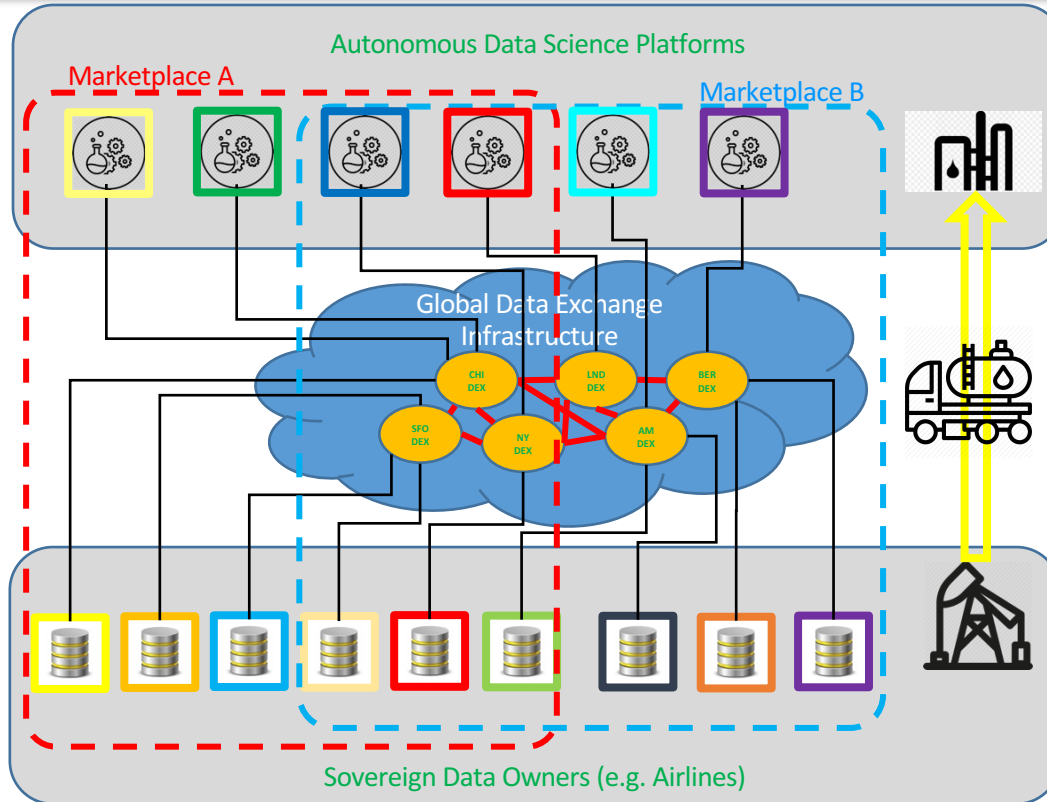 Autonomous Data Science Platforms
Marketplace A
Marketplace B
Global Data Exchange
Infrastructure
CHI
DEX
LND
DEX
BER
DEX
SFO
DEX
NY
DEX
AM
DEX
Sovereign Data Owners (e.g. Airlines)